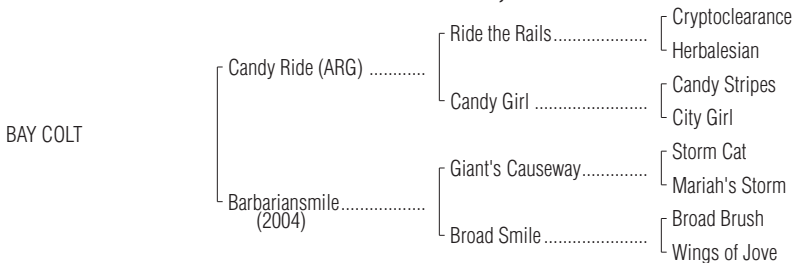 Cryptoclearance
Ride the Rails....................
Herbalesian
Candy Ride (ARG) ............
Candy Stripes
Candy Girl ........................
City Girl
BAY COLT
Storm Cat
Giant's Causeway..............
Mariah's Storm
Barbariansmile..................
(2004)
Broad Brush
Broad Smile ......................
Wings of Jove